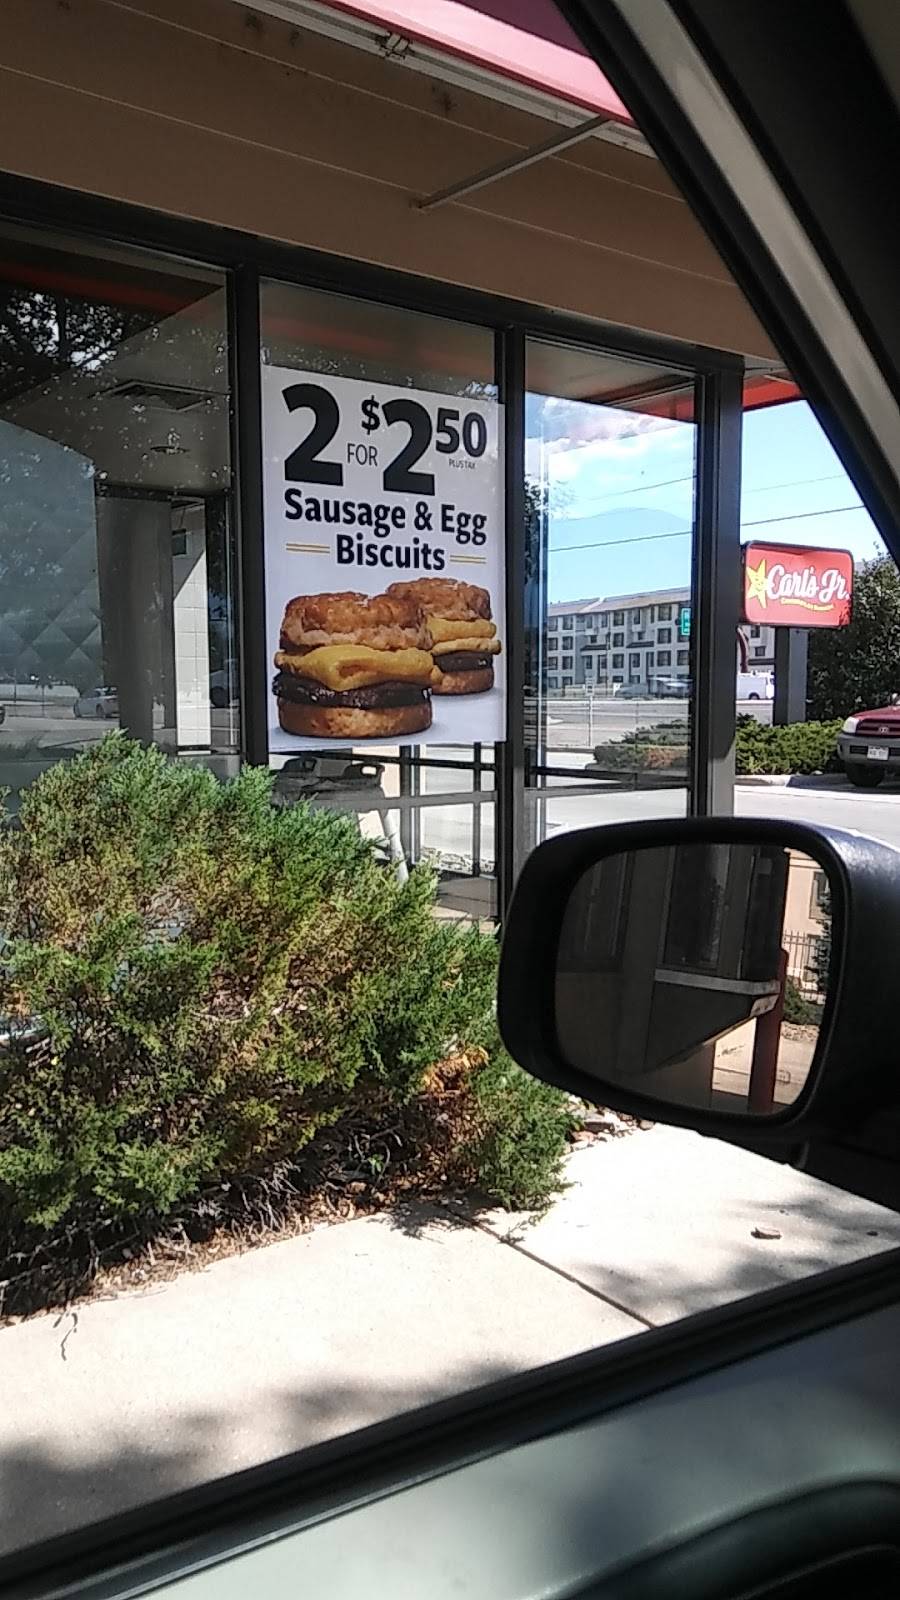 2 FOR $2 50
PLUS TAX
Sausage & Egg
Biscuits
Carl's Jr.